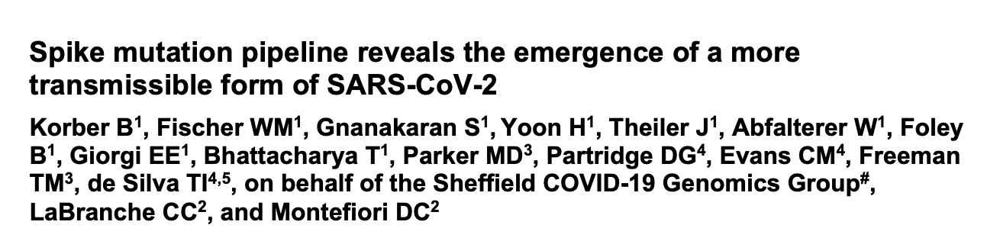 Spike mutation pipeline reveals the emergence of a more
transmissible form of SARS-CoV-2
Korber B¹, Fischer WM¹, Gnanakaran S¹, Yoon H¹, Theiler J¹, Abfalterer W¹, Foley
B¹, Giorgi EE¹, Bhattacharya T¹, Parker MD³, Partridge DG⁴, Evans CM⁴, Freeman
TM³, de Silva TI⁴,⁵, on behalf of the Sheffield COVID-19 Genomics Group#,
LaBranche CC², and Montefiori DC²